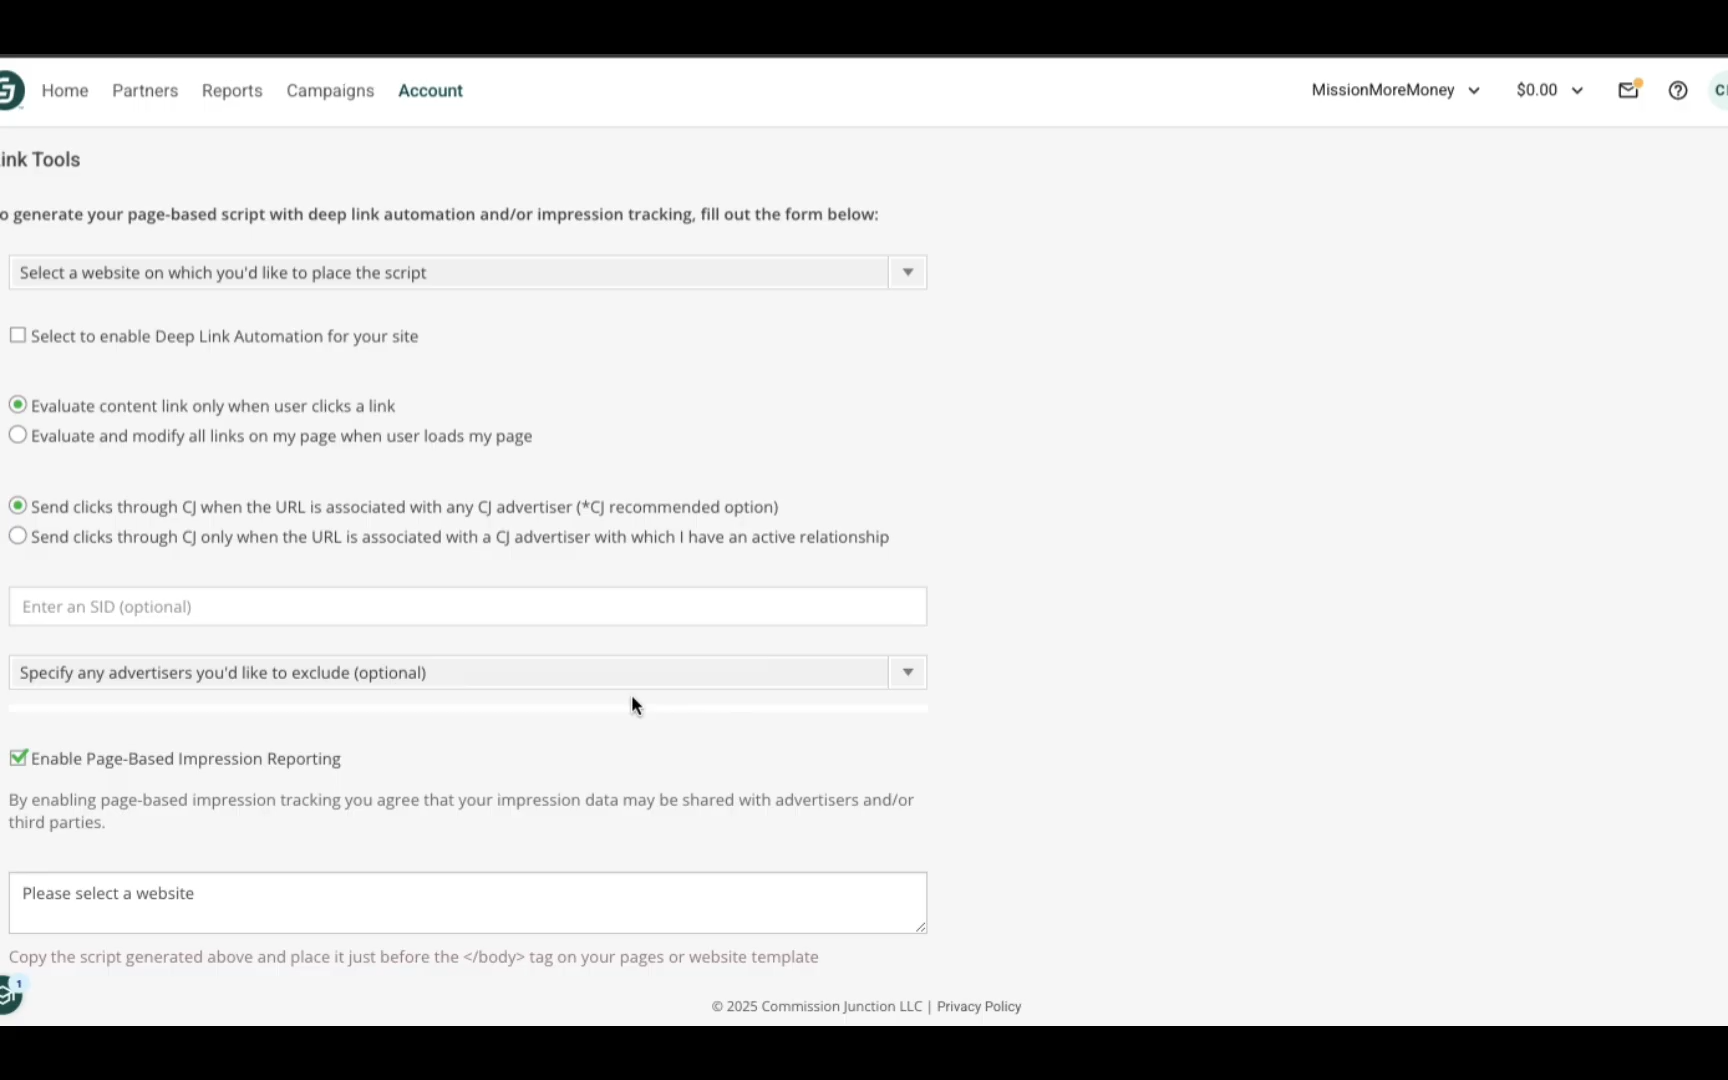 Home Partners Reports Campaigns Account MissionMoreMoney $0.00
ink Tools
o generate your page-based script with deep link automation and/or impression tracking, fill out the form below:
Select a website on which you'd like to place the script
Select to enable Deep Link Automation for your site
Evaluate content link only when user clicks a link
Evaluate and modify all links on my page when user loads my page
Send clicks through CJ when the URL is associated with any CJ advertiser (*CJ recommended option)
Send clicks through CJ only when the URL is associated with a CJ advertiser with which I have an active relationship
Enter an SID (optional)
Specify any advertisers you'd like to exclude (optional)
Enable Page-Based Impression Reporting
By enabling page-based impression tracking you agree that your impression data may be shared with advertisers and/or
third parties.
Please select a website
Copy the script generated above and place it just before the </body> tag on your pages or website template
1
© 2025 Commission Junction LLC | Privacy Policy